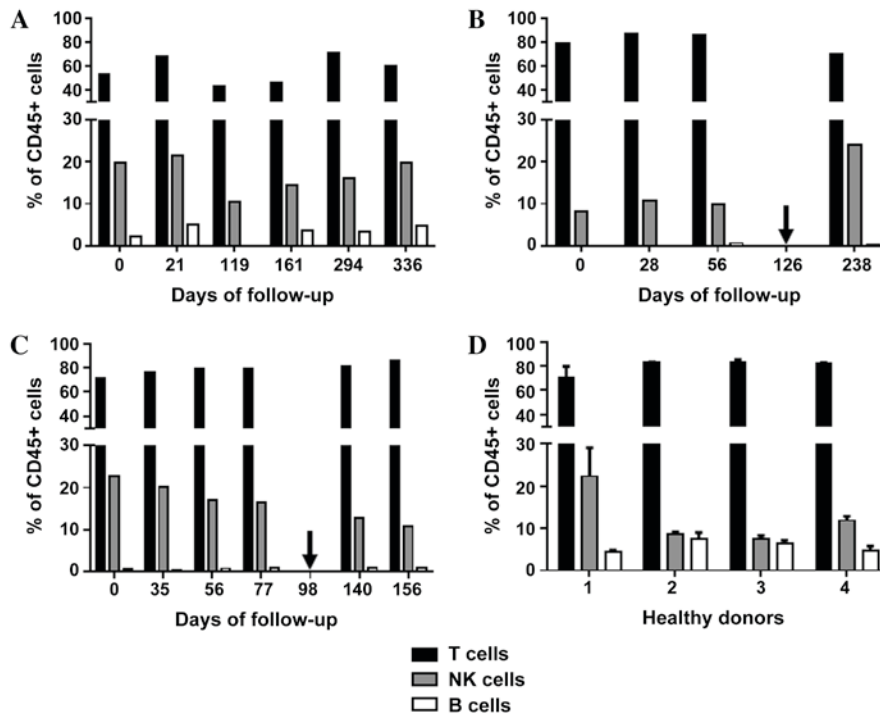 A
% of CD45+ cells
100
80
60
40
30
20
10
0
0 21 119 161 294 336
Days of follow-up
B
% of CD45+ cells
100
80
60
40
30
20
10
0
0 28 56 126 238
Days of follow-up
C
% of CD45+ cells
100
80
60
40
30
20
10
0
0 35 56 77 98 140 156
Days of follow-up
D
% of CD45+ cells
100
80
60
40
30
20
10
0
1 2 3 4
Healthy donors
T cells
NK cells
B cells